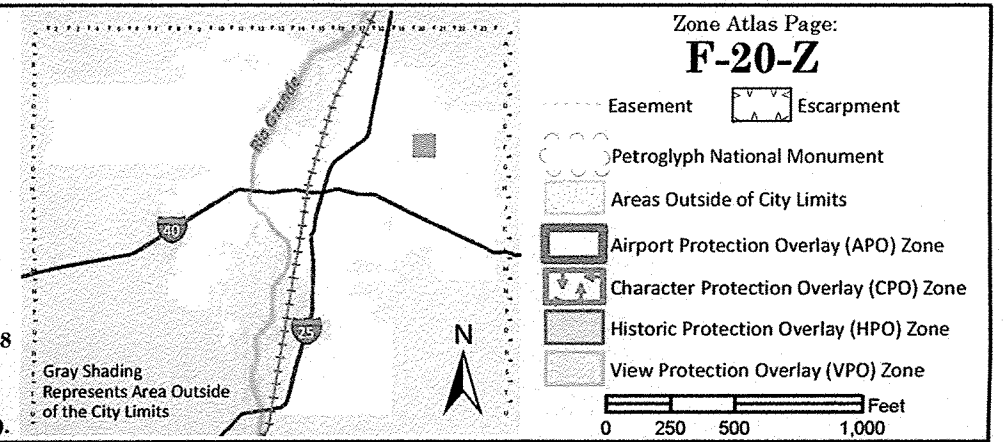 Zone Atlas Page:
F-20-Z
Easement
Escarpment
Petroglyph National Monument
Areas Outside of City Limits
Airport Protection Overlay (APO) Zone
Character Protection Overlay (CPO) Zone
Historic Protection Overlay (HPO) Zone
View Protection Overlay (VPO) Zone
Feet
0 250 500 1,000
Rio Grande
40
25
N
Gray Shading
Represents Area Outside
of the City Limits
8
).